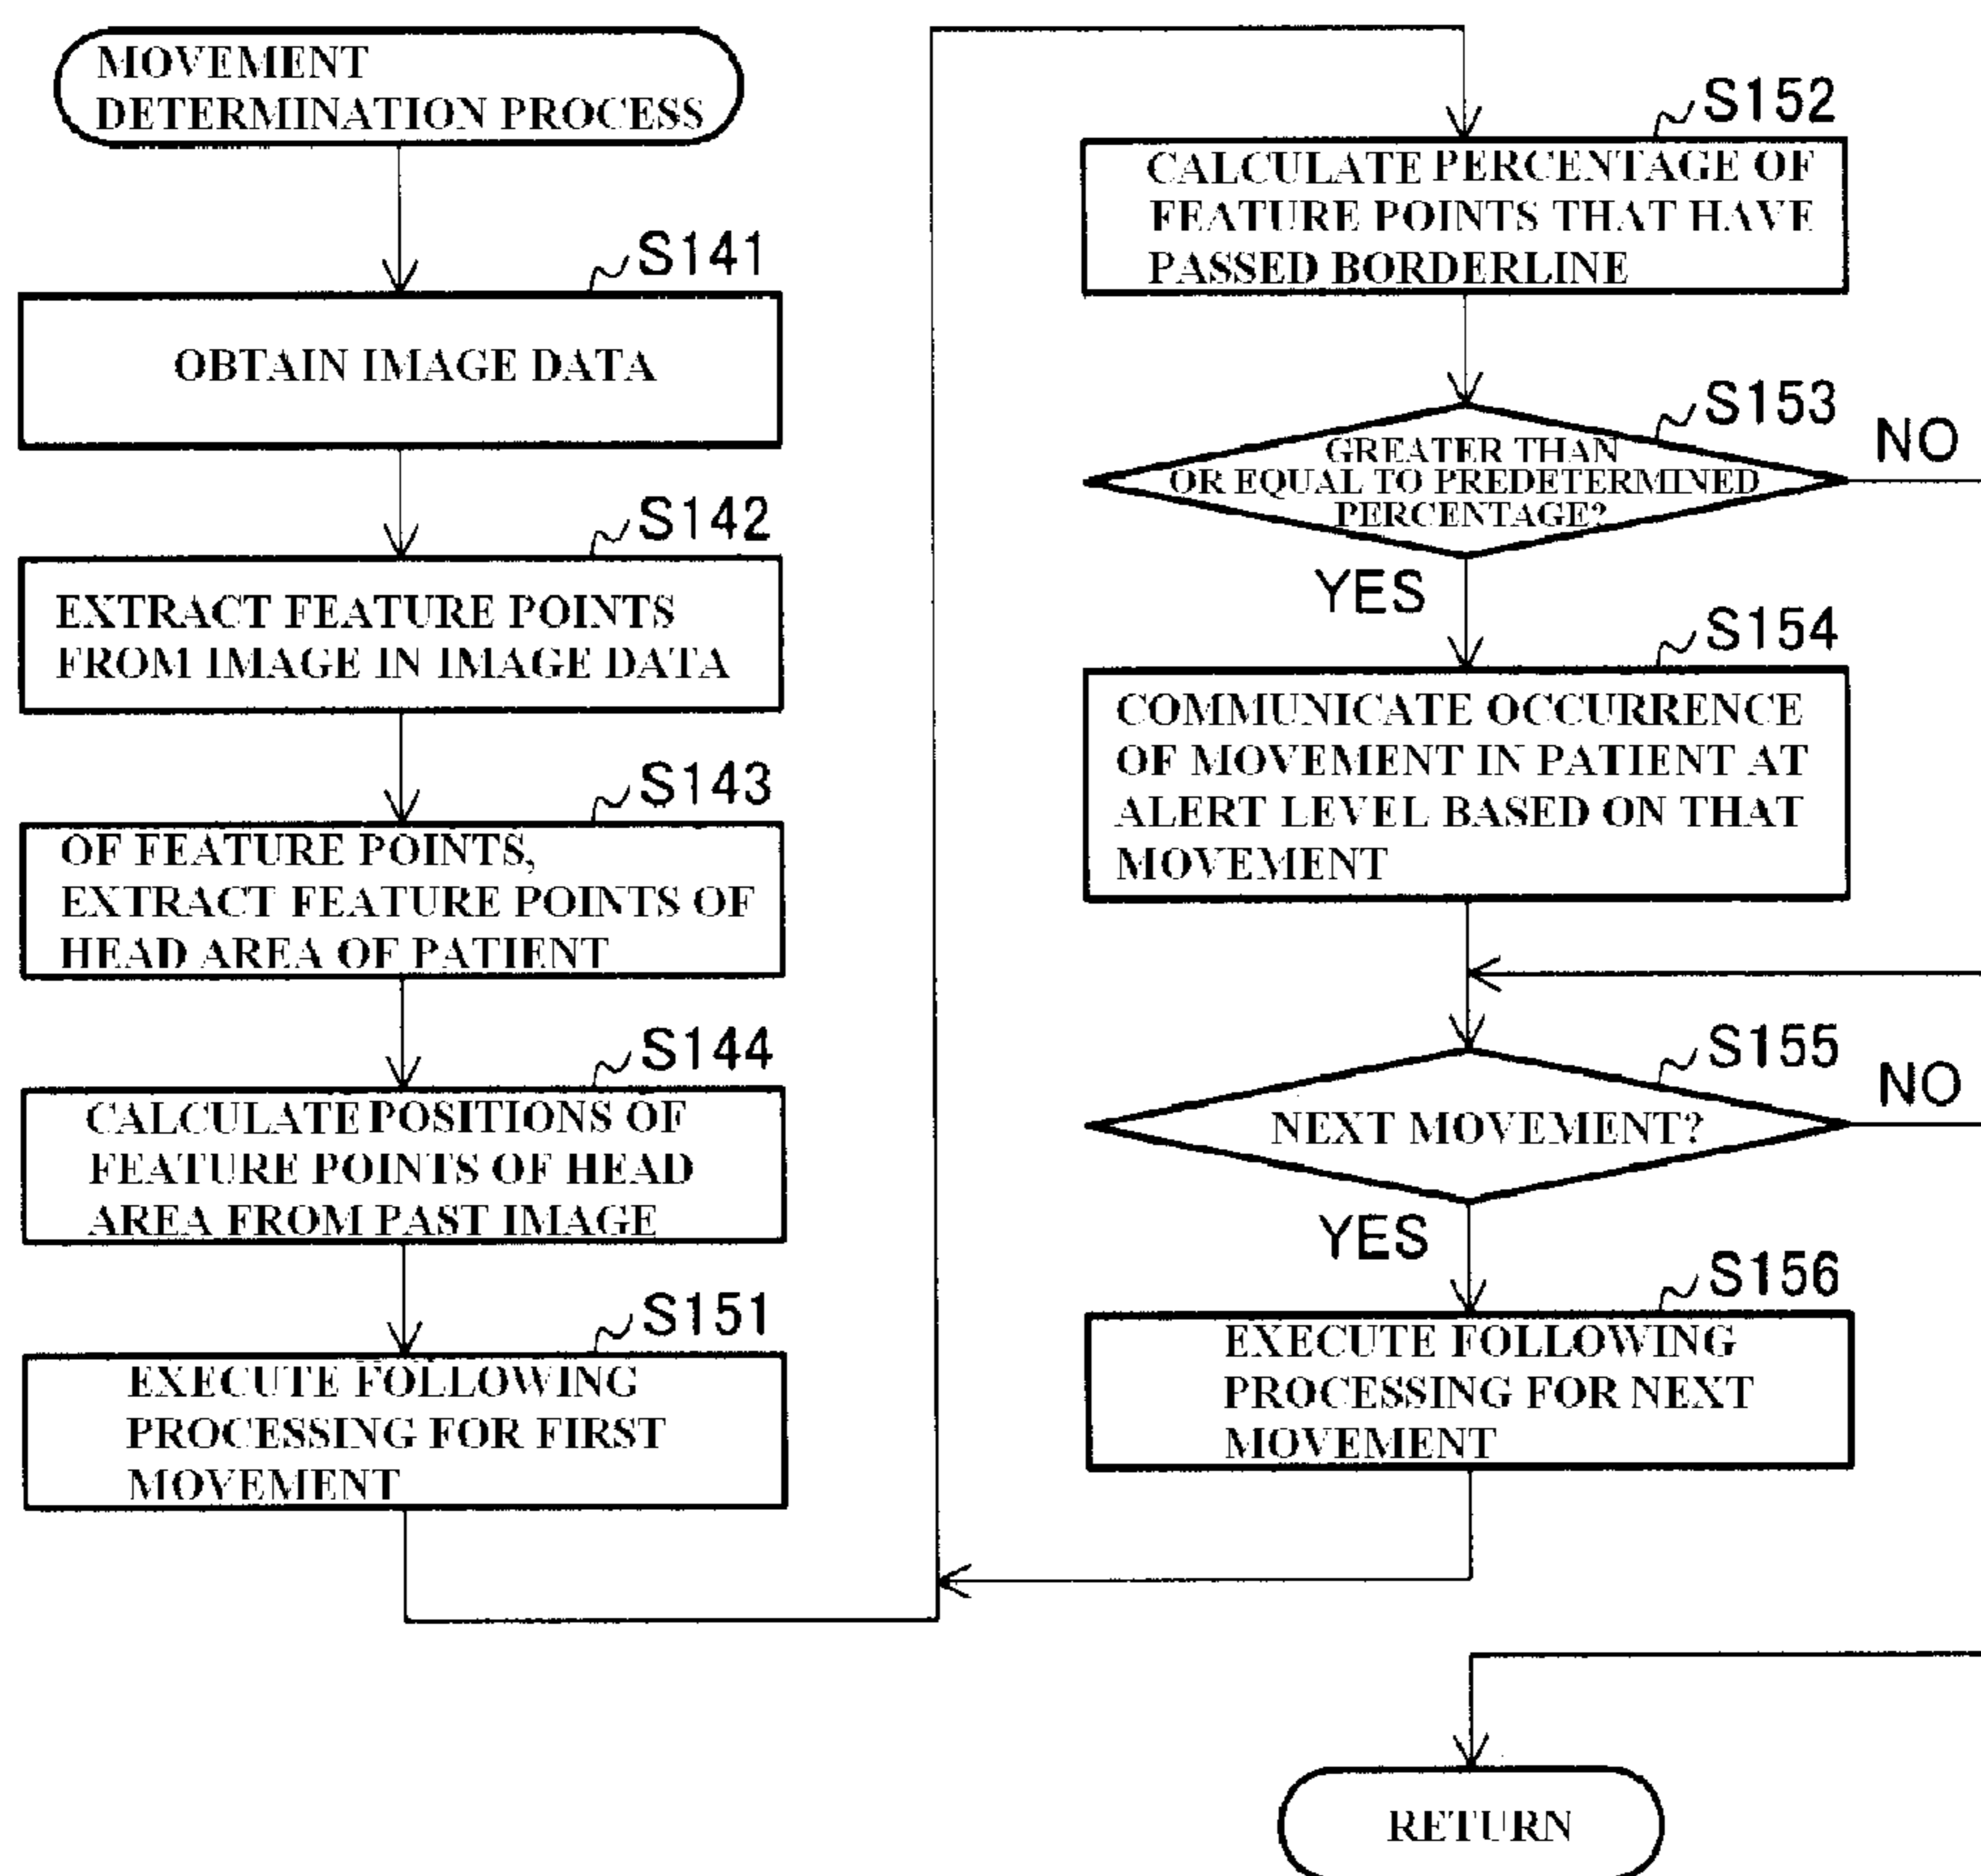 MOVEMENT
DETERMINATION PROCESS
S141
OBTAIN IMAGE DATA
S142
EXTRACT FEATURE POINTS
FROM IMAGE IN IMAGE DATA
S143
OF FEATURE POINTS,
EXTRACT FEATURE POINTS OF
HEAD AREA OF PATIENT
S144
CALCULATE POSITIONS OF
FEATURE POINTS OF HEAD
AREA FROM PAST IMAGE
S151
EXECUTE FOLLOWING
PROCESSING FOR FIRST
MOVEMENT
S152
CALCULATE PERCENTAGE OF
FEATURE POINTS THAT HAVE
PASSED BORDERLINE
S153
GREATER THAN
OR EQUAL TO PREDETERMINED
PERCENTAGE?
NO
YES
S154
COMMUNICATE OCCURRENCE
OF MOVEMENT IN PATIENT AT
ALERT LEVEL BASED ON THAT
MOVEMENT
S155
NEXT MOVEMENT?
NO
YES
S156
EXECUTE FOLLOWING
PROCESSING FOR NEXT
MOVEMENT
RETURN